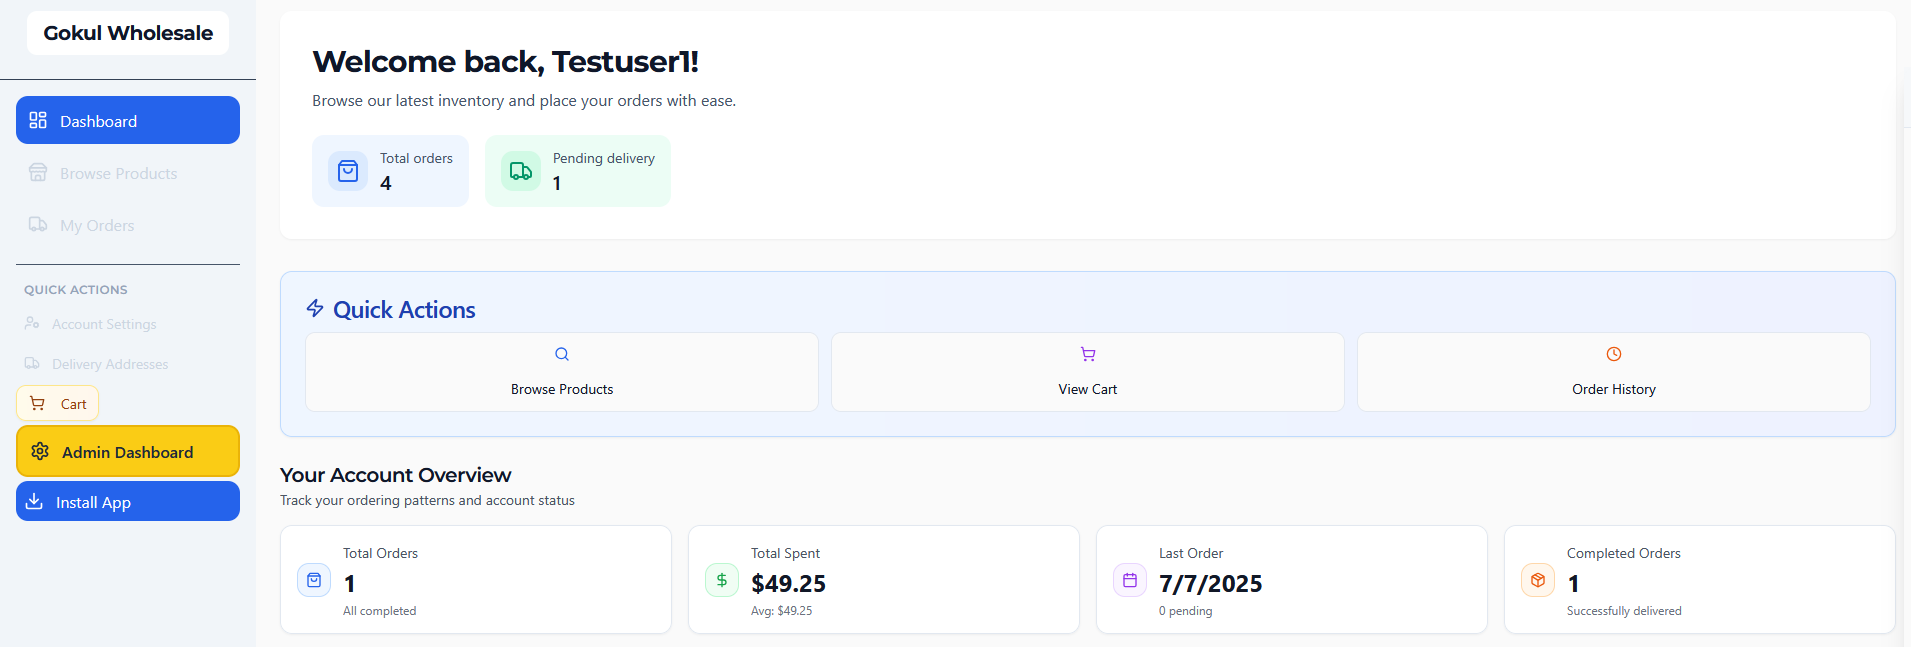 Gokul Wholesale
Dashboard
Browse Products
My Orders
QUICK ACTIONS
Account Settings
Delivery Addresses
Cart
Admin Dashboard
Install App
Welcome back, Testuser1!
Browse our latest inventory and place your orders with ease.
Total orders
4
Pending delivery
1
Quick Actions
Browse Products
View Cart
Order History
Your Account Overview
Track your ordering patterns and account status
Total Orders
1
All completed
Total Spent
$49.25
Avg: $49.25
Last Order
7/7/2025
0 pending
Completed Orders
1
Successfully delivered